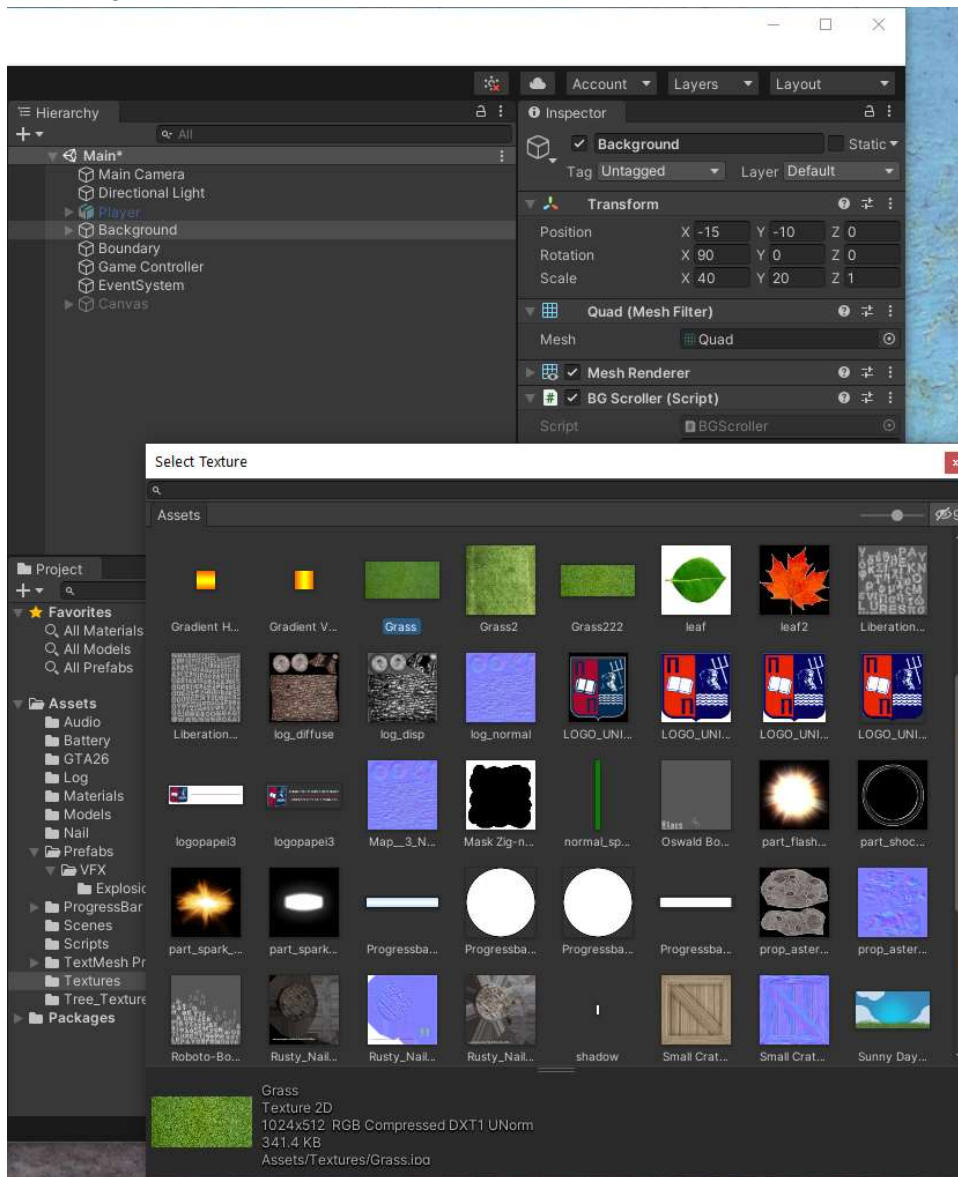 Account Layers Layout
Hierarchy
All
Main*
Main Camera
Directional Light
Player
Background
Boundary
Game Controller
EventSystem
Canvas
Inspector
Background Static
Tag Untagged Layer Default
Transform
Position X -15 Y -10 Z 0
Rotation X 90 Y 0 Z 0
Scale X 40 Y 20 Z 1
Quad (Mesh Filter)
Mesh Quad
Mesh Renderer
# BG Scroller (Script)
Script BGScroller
Select Texture
Assets
Gradient H... Gradient V... Grass Grass2 Grass222 leaf leaf2 Liberation...
Liberation... log_diffuse log_disp log_normal LOGO_UNI... LOGO_UNI... LOGO_UNI... LOGO_UNI...
logopapei3 logopapei3 Map__3_N... Mask Zig-n... normal_sp... Oswald Bo... part_flash... part_shoc...
part_spark_... part_spark... Progressba... Progressba... Progressba... Progressba... prop_aster... prop_aster...
Roboto-Bo... Rusty_Nail... Rusty_Nail... Rusty_Nail... shadow Small Crat... Small Crat... Sunny Day...
Grass
Texture 2D
1024x512 RGB Compressed DXT1 UNorm
341.4 KB
Assets/Textures/Grass.jpg
Project
Favorites
All Materials
All Models
All Prefabs
Assets
Audio
Battery
GTA26
Log
Materials
Models
Nail
Prefabs
VFX
Explosic
ProgressBar
Scenes
Scripts
TextMesh Pr
Textures
Tree_Texture
Packages